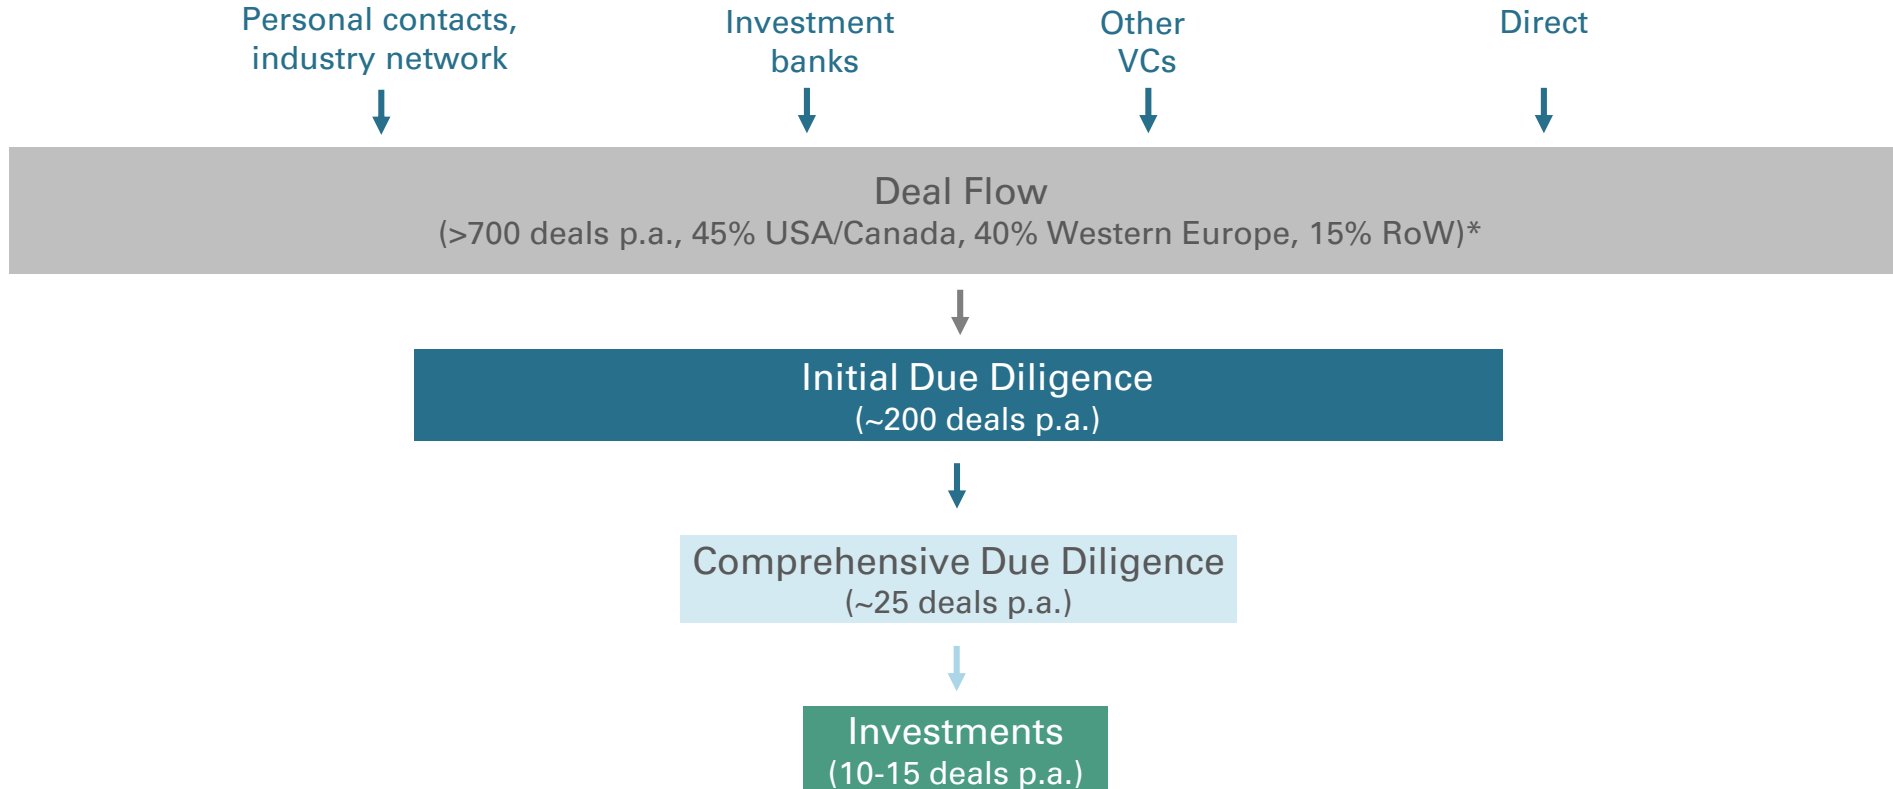 Personal contacts,
industry network
Investment
banks
Other
VCs
Direct
Deal Flow
(>700 deals p.a., 45% USA/Canada, 40% Western Europe, 15% RoW)*
Initial Due Diligence
(~200 deals p.a.)
Comprehensive Due Diligence
(~25 deals p.a.)
Investments
(10-15 deals p.a.)